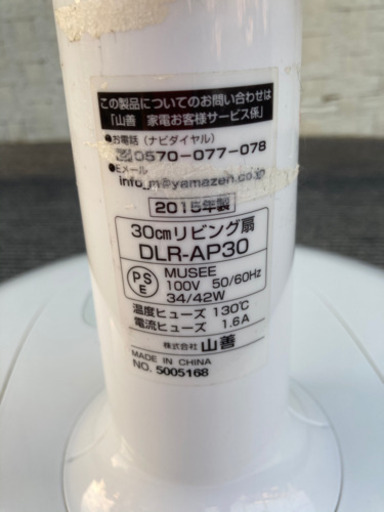 この製品についてのお問い合わせは
「山善 家電お客様サービス係」
●お電話(ナビダイヤル)
0570-077-078
●Eメール
info_m@yamazen.co.jp
2015年製
30cmリビング扇
DLR-AP30
PSE
MUSEE
100V 50/60Hz
34/42W
温度ヒューズ 130℃
電流ヒューズ 1.6A
株式会社 山善
MADE IN CHINA
NO. 5005168